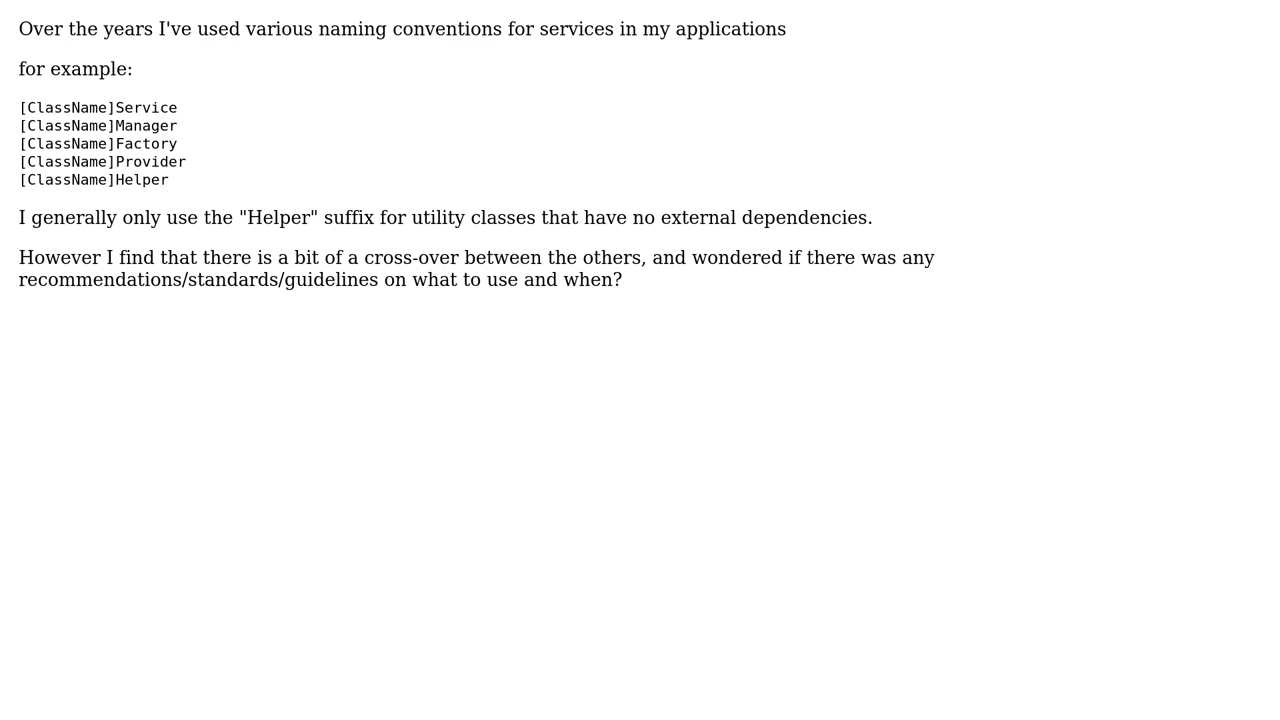 Over the years I've used various naming conventions for services in my applications
for example:
[ClassName]Service
[ClassName]Manager
[ClassName]Factory
[ClassName]Provider
[ClassName]Helper
I generally only use the "Helper" suffix for utility classes that have no external dependencies.
However I find that there is a bit of a cross-over between the others, and wondered if there was any
recommendations/standards/guidelines on what to use and when?